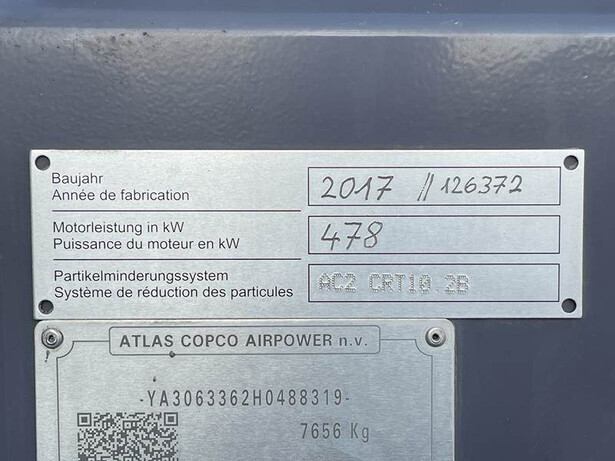 Baujahr
Année de fabrication
2017 // 126372
Motorleistung in kW
Puissance du moteur en kW
478
Partikelminderungssystem
Système de réduction des particules
AC2 CRT10.2B
ATLAS COPCO AIRPOWER n.v.
-YA3063362H0488319-
7656 Kg